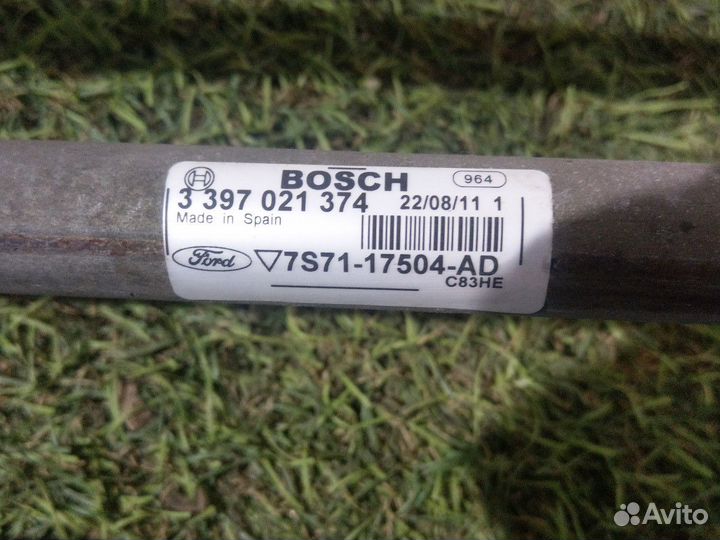 BOSCH 964
3 397 021 374 22/08/11 1
Made in Spain
Ford 7S71-17504-AD
C83HE
Avito